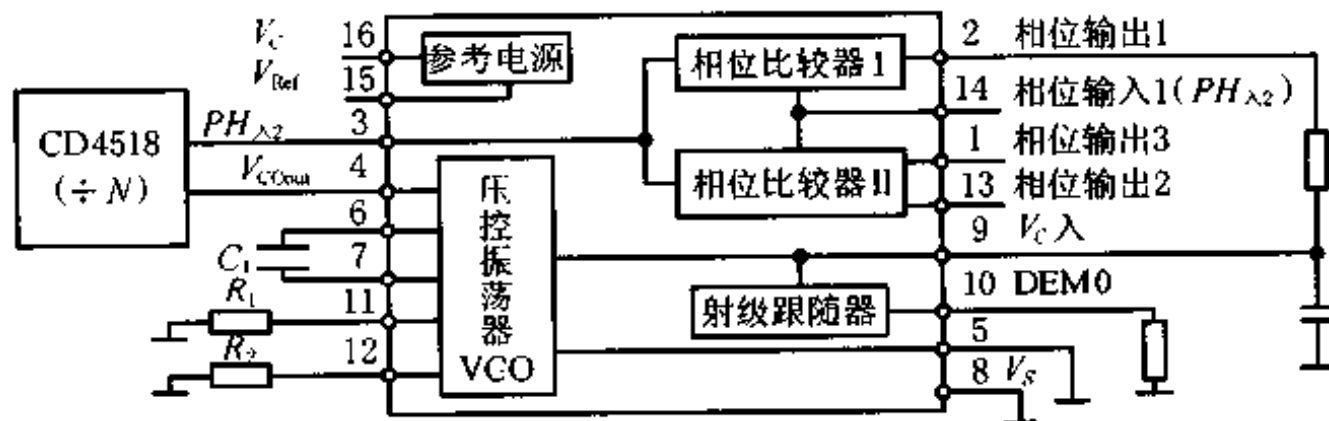 V_C 16
参考电源
V_Ref 15
CD4518
(÷N)
PH入2 3
V_COout 4
6
C_1 7
R_1 11
R_2 12
压控振荡器
VCO
相位比较器Ⅰ
相位比较器Ⅱ
射级跟随器
2 相位输出1
14 相位输入1(PH入2)
1 相位输出3
13 相位输出2
9 V_C入
10 DEM0
5
8 V_S